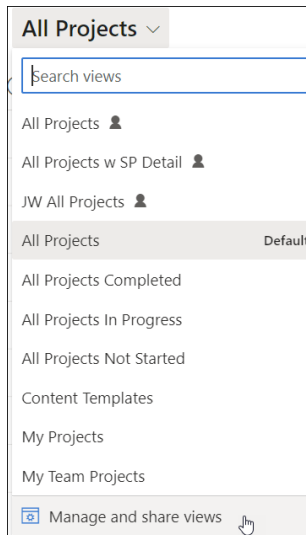 All Projects
Search views
All Projects
All Projects w SP Detail
JW All Projects
All Projects Default
All Projects Completed
All Projects In Progress
All Projects Not Started
Content Templates
My Projects
My Team Projects
Manage and share views